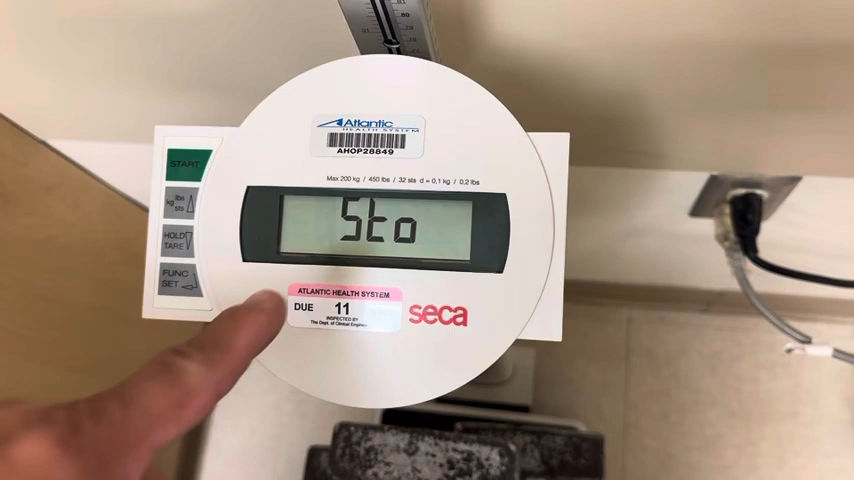 80
Atlantic
HEALTH SYSTEM
AHOP28849
Max 200 kg / 450 lbs / 32 sts d = 0,1 kg / 0,2 lbs
START
kg lbs sts
HOLD
TARE
FUNC
SET
Sto
ATLANTIC HEALTH SYSTEM
DUE 11
INSPECTED BY
The Dept. of Clinical
seca